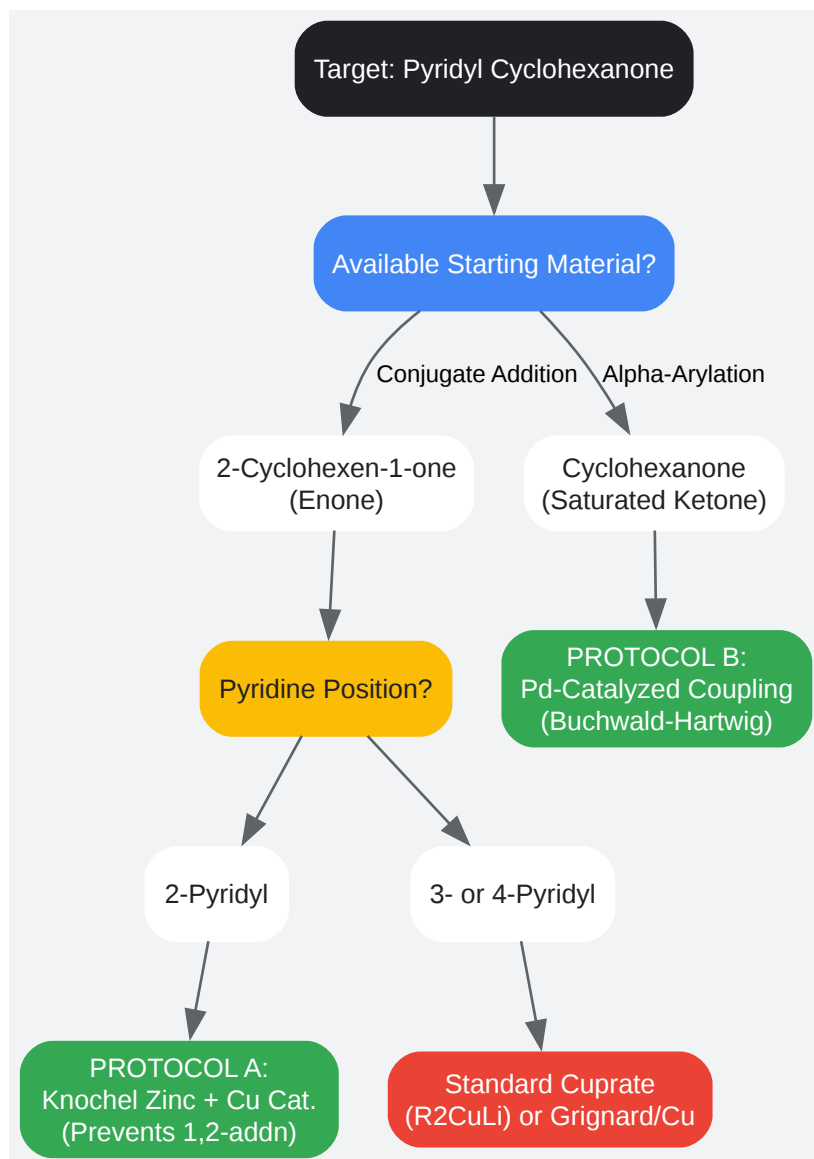 Target: Pyridyl Cyclohexanone
Available Starting Material?
Conjugate Addition
Alpha-Arylation
2-Cyclohexen-1-one
(Enone)
Cyclohexanone
(Saturated Ketone)
Pyridine Position?
PROTOCOL B:
Pd-Catalyzed Coupling
(Buchwald-Hartwig)
2-Pyridyl
3- or 4-Pyridyl
PROTOCOL A:
Knochel Zinc + Cu Cat.
(Prevents 1,2-addn)
Standard Cuprate
(R2CuLi) or Grignard/Cu